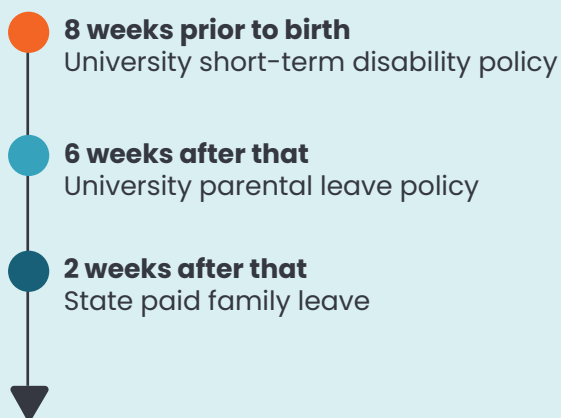 8 weeks prior to birth
University short-term disability policy
6 weeks after that
University parental leave policy
2 weeks after that
State paid family leave